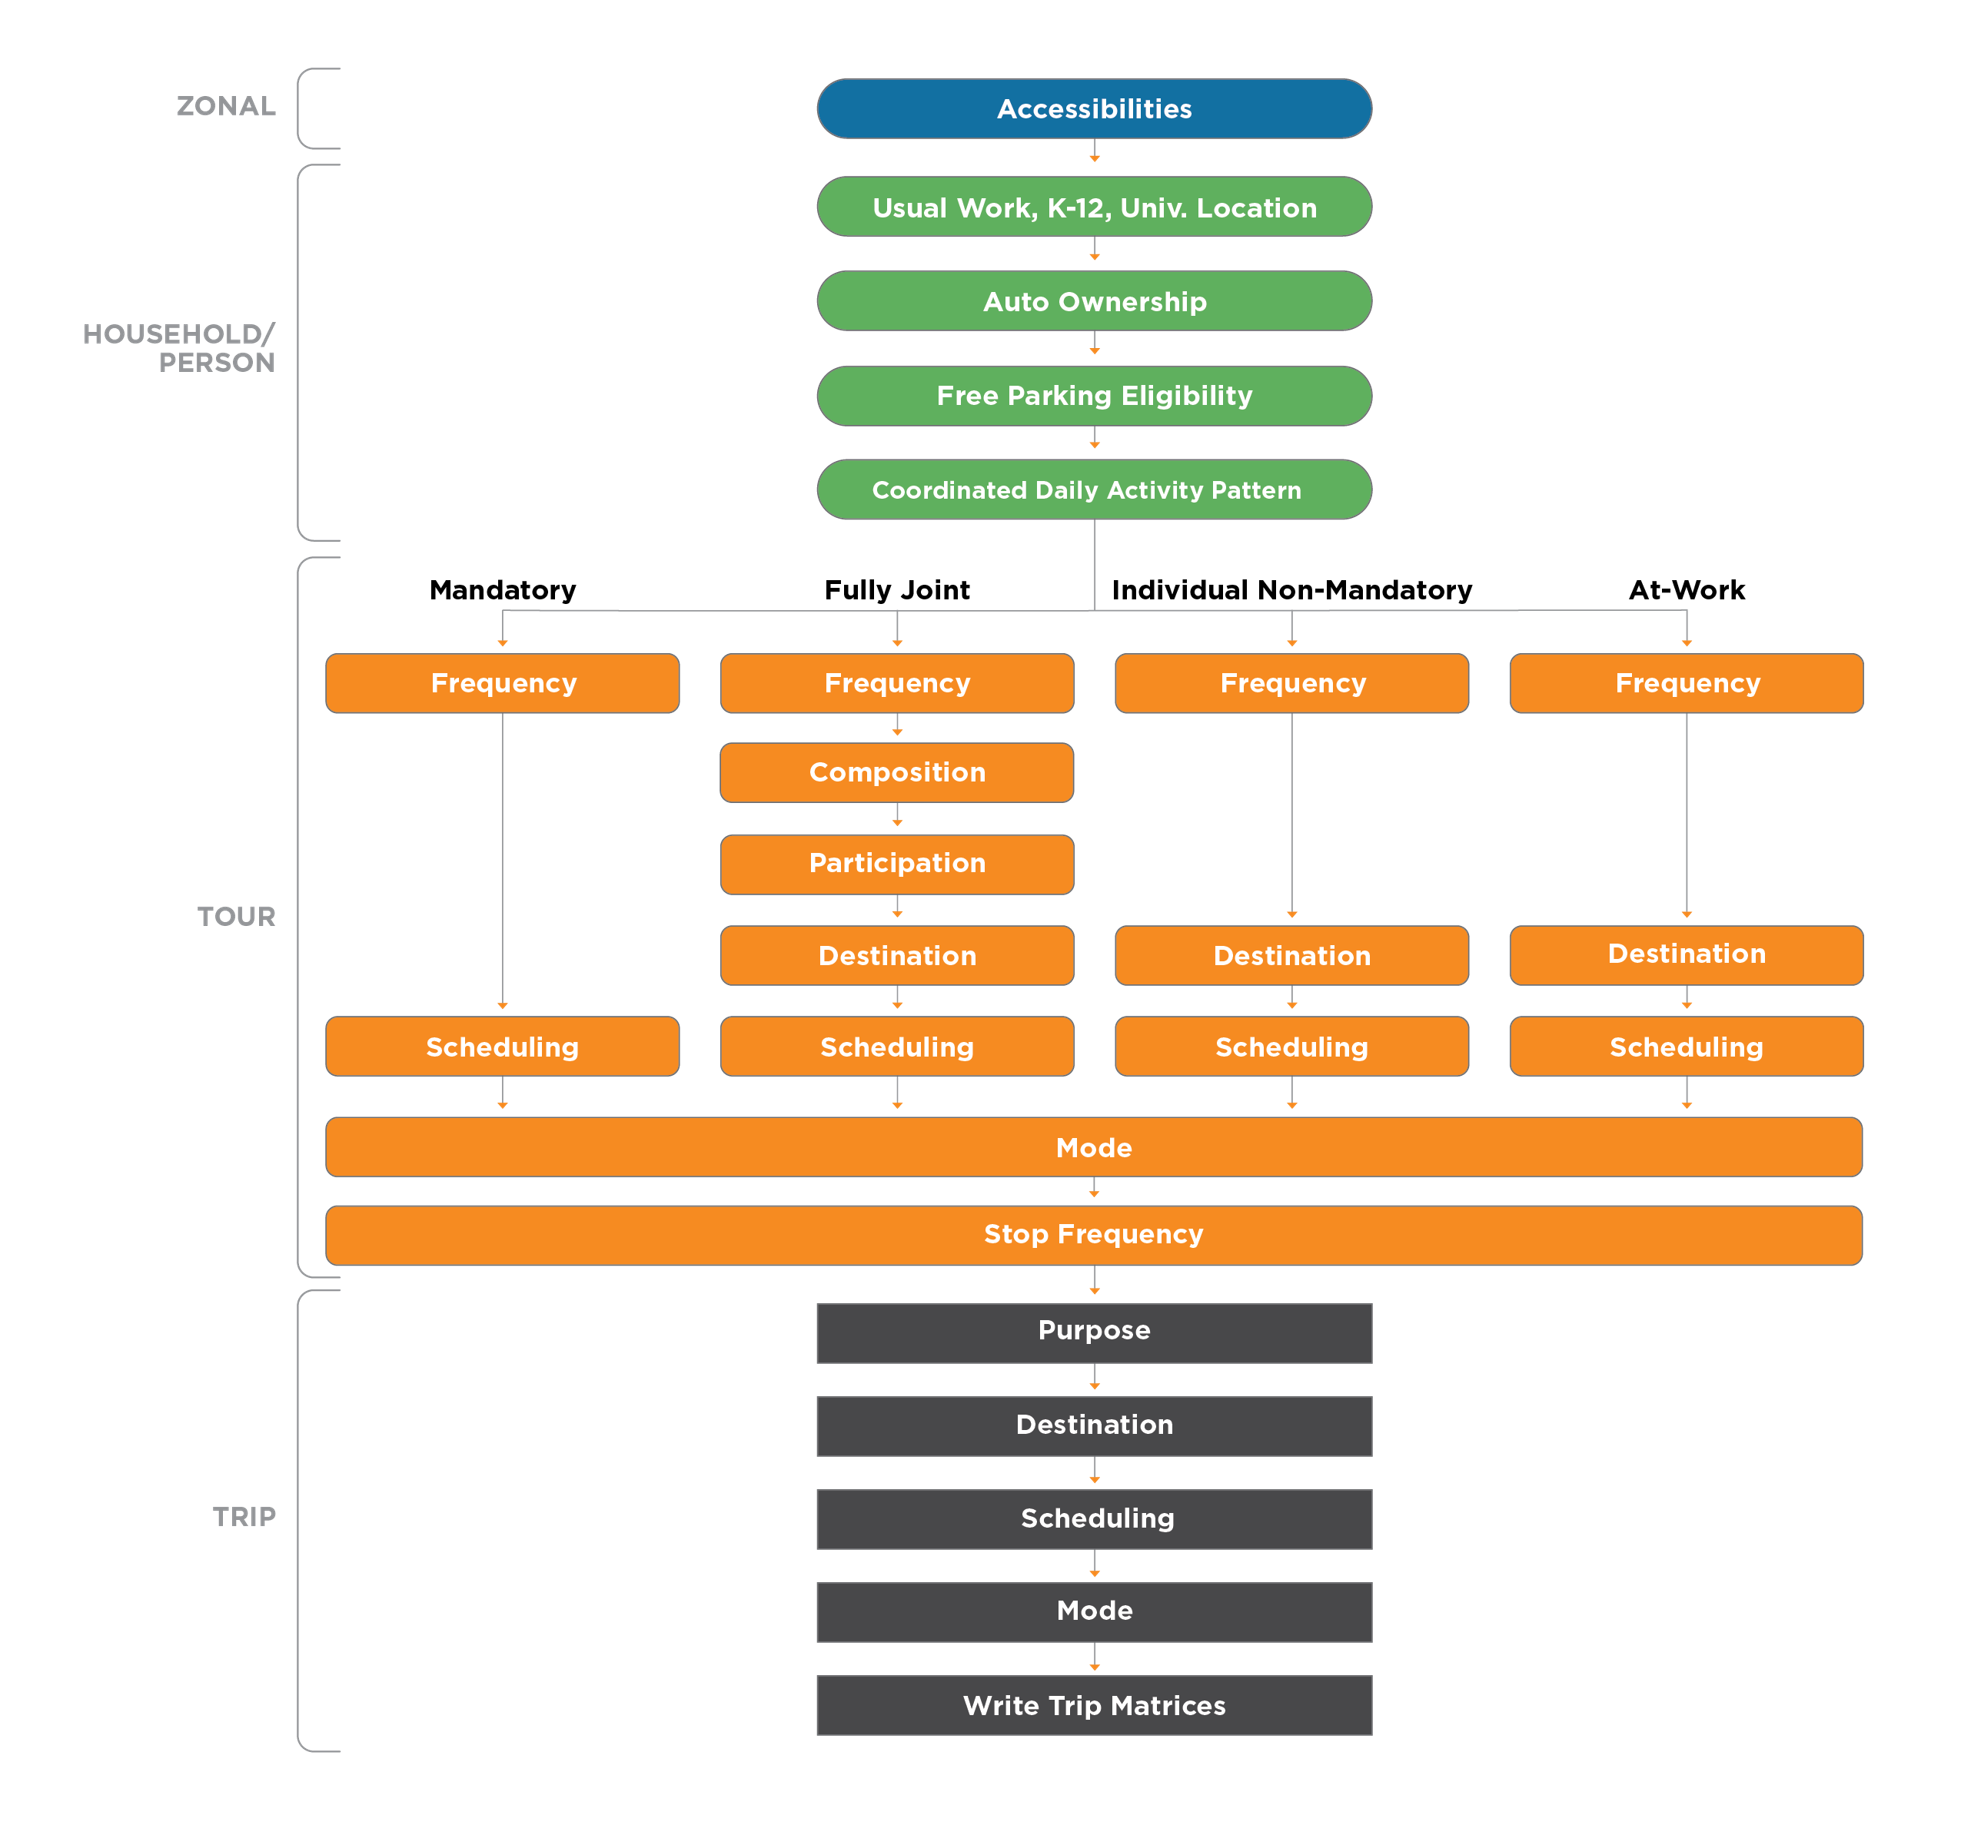 ZONAL
Accessibilities
HOUSEHOLD/
PERSON
Usual Work, K-12, Univ. Location
Auto Ownership
Free Parking Eligibility
Coordinated Daily Activity Pattern
TOUR
Mandatory
Fully Joint
Individual Non-Mandatory
At-Work
Frequency
Frequency
Frequency
Frequency
Composition
Participation
Destination
Destination
Destination
Scheduling
Scheduling
Scheduling
Scheduling
Mode
Stop Frequency
TRIP
Purpose
Destination
Scheduling
Mode
Write Trip Matrices